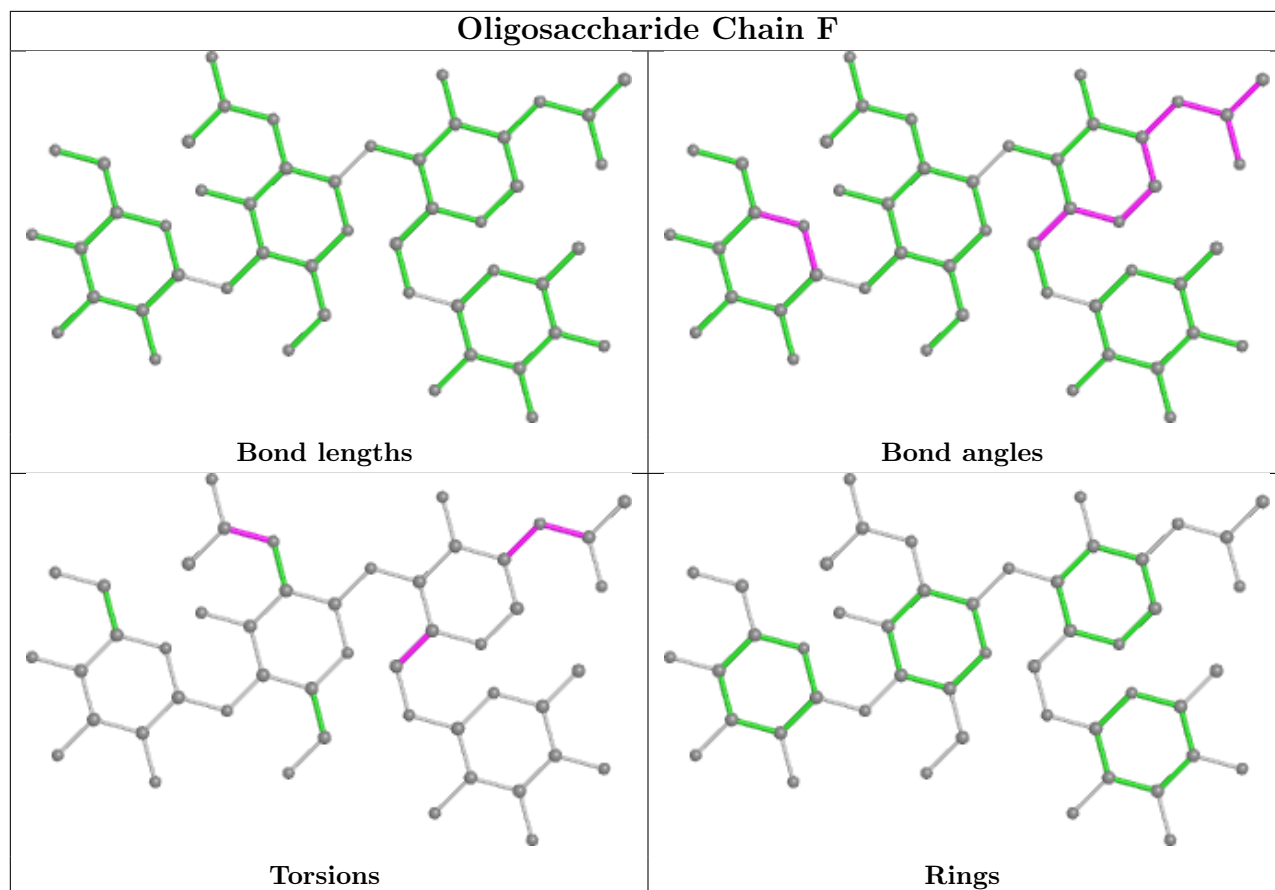 Oligosaccharide Chain F
Bond lengths
Bond angles
Torsions
Rings